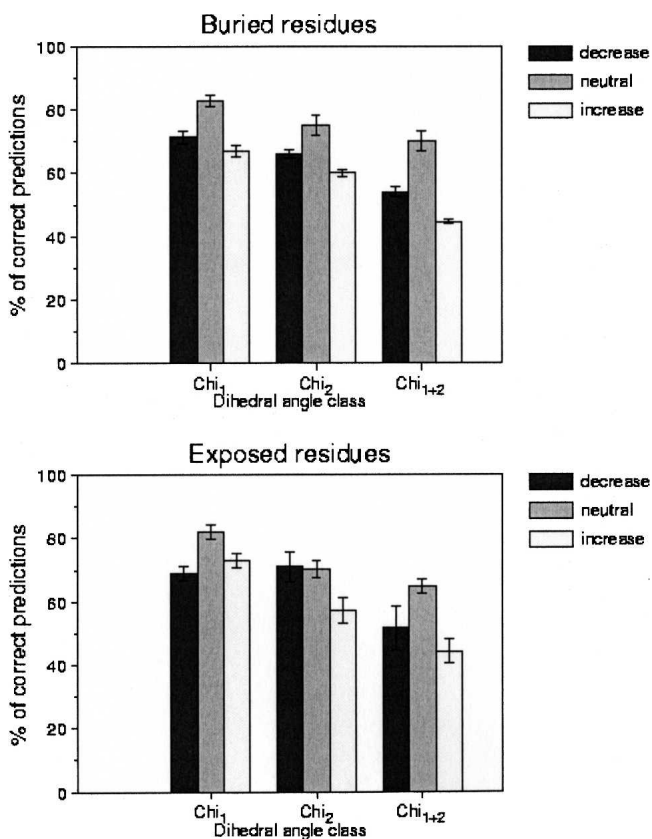 Buried residues
% of correct predictions
100
80
60
40
20
0
Chi1
Chi2
Chi1+2
Dihedral angle class
decrease
neutral
increase
Exposed residues
% of correct predictions
100
80
60
40
20
0
Chi1
Chi2
Chi1+2
Dihedral angle class
decrease
neutral
increase